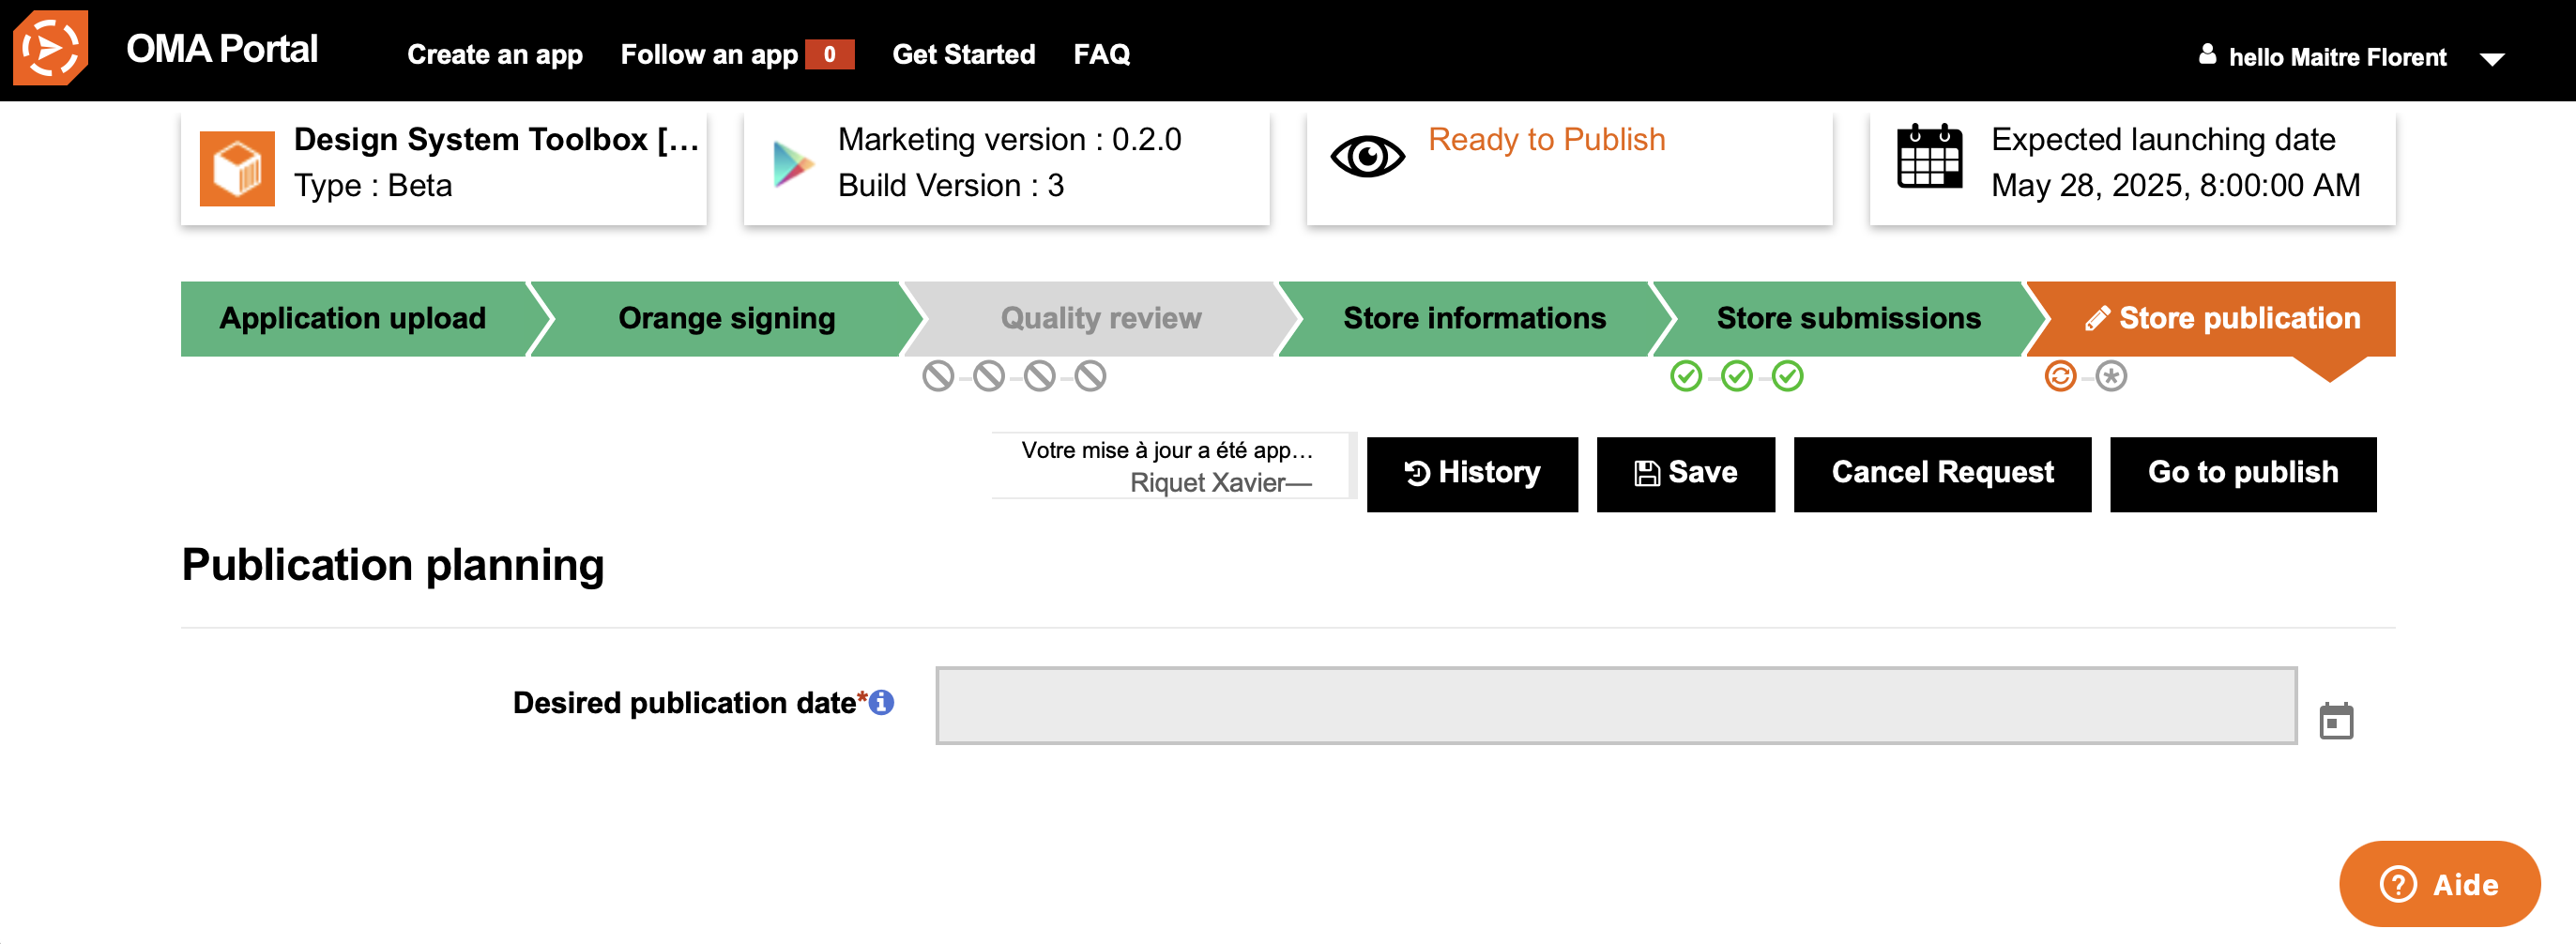 OMA Portal
Create an app
Follow an app 0
Get Started
FAQ
hello Maitre Florent
Design System Toolbox [...
Type : Beta
Marketing version : 0.2.0
Build Version : 3
Ready to Publish
Expected launching date
May 28, 2025, 8:00:00 AM
Application upload
Orange signing
Quality review
Store informations
Store submissions
Store publication
Votre mise à jour a été app...
Riquet Xavier—
History
Save
Cancel Request
Go to publish
Publication planning
Desired publication date*
Aide